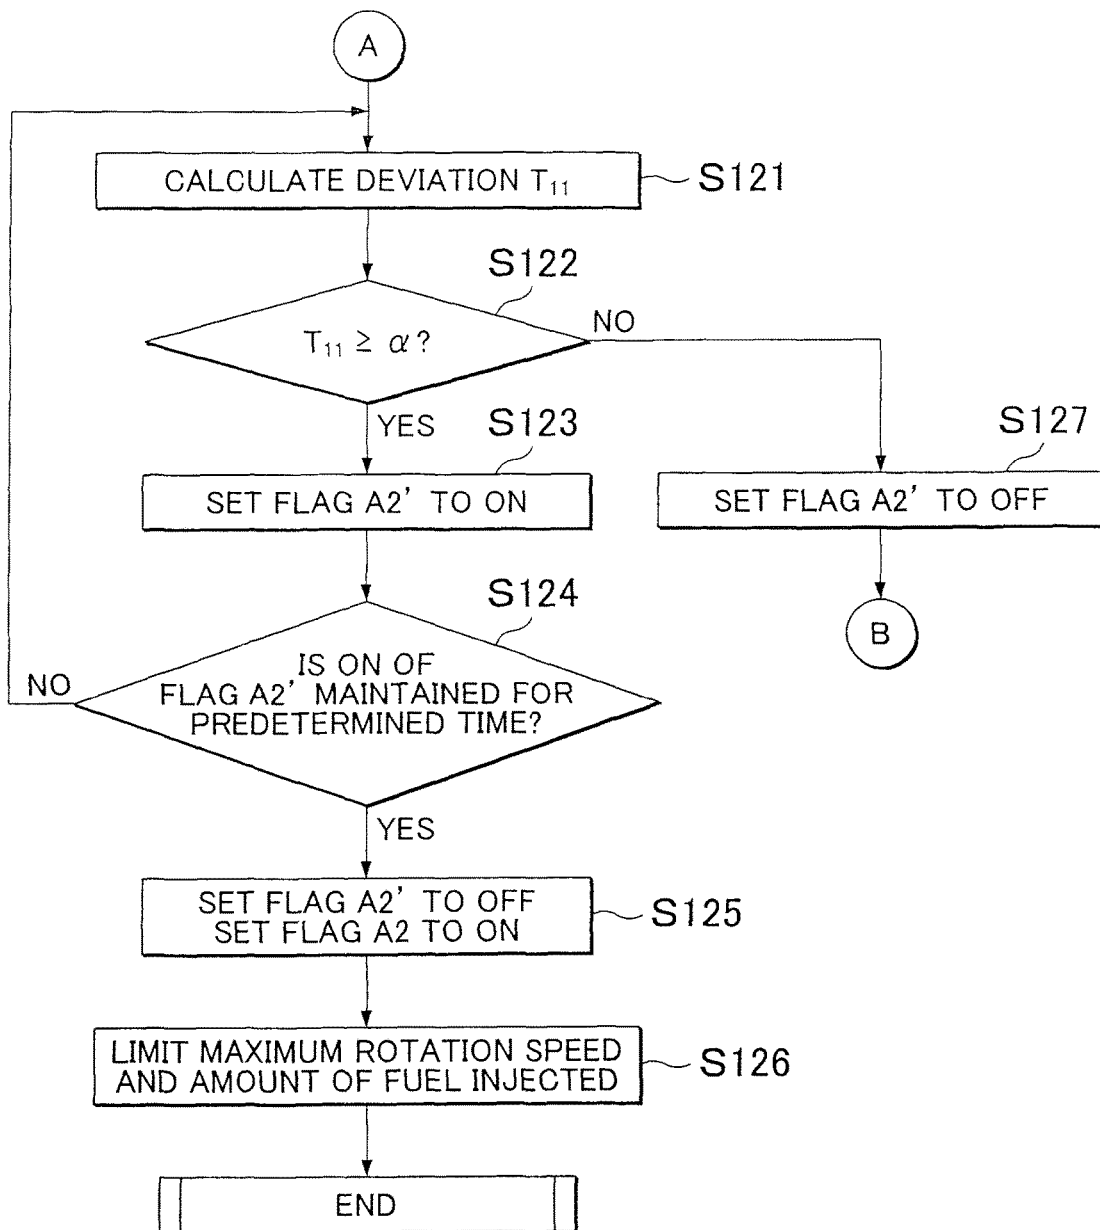 A
CALCULATE DEVIATION T₁₁
S121
S122
T₁₁ ≧ α?
NO
YES
S123
SET FLAG A2' TO ON
S127
SET FLAG A2' TO OFF
S124
B
IS ON OF
FLAG A2' MAINTAINED FOR
PREDETERMINED TIME?
NO
YES
SET FLAG A2' TO OFF
SET FLAG A2 TO ON
S125
LIMIT MAXIMUM ROTATION SPEED
AND AMOUNT OF FUEL INJECTED
S126
END